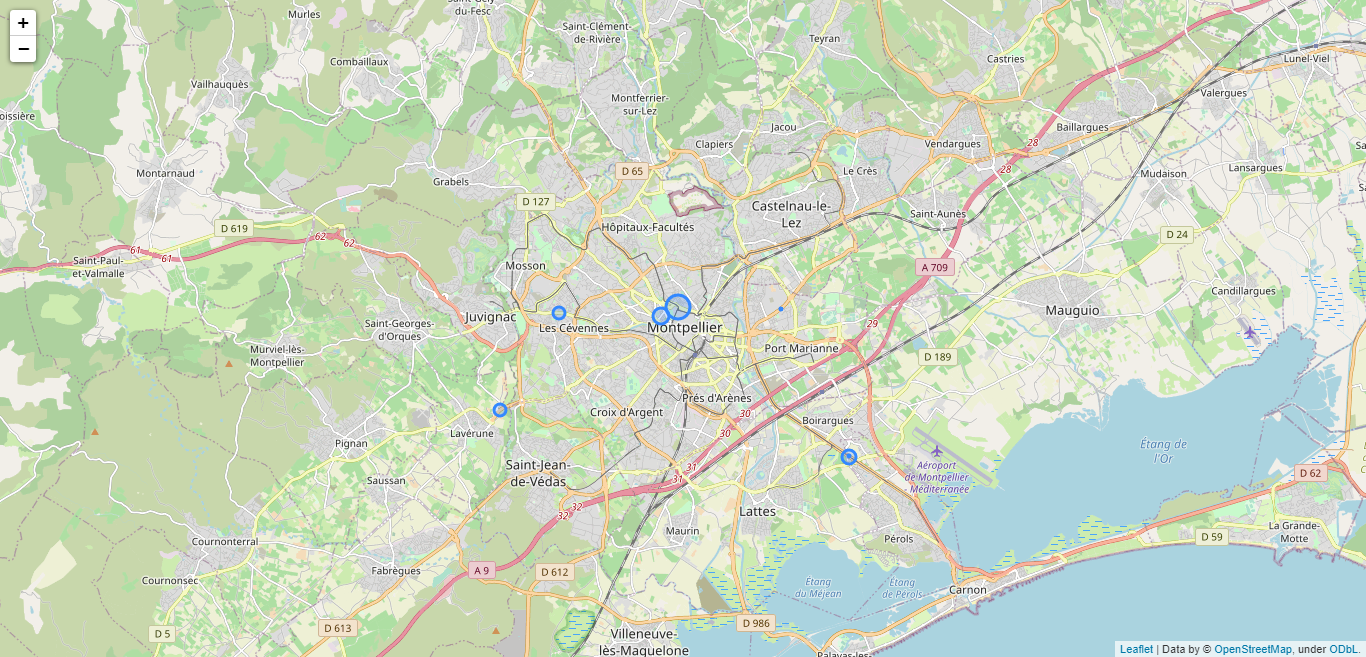 +
−
Murles
Saint-Gély-
du-Fesc
Saint-Clément-
de-Rivière
Teyran
Combaillaux
Castries
Lunel-Viel
Vailhauquès
Valergues
Montferrier-
sur-Lez
Jacou
Baillargues
Clapiers
Vendargues
28
28
Montarnaud
D 65
Le Crès
Lansargues
Mudaison
Grabels
D 127
Castelnau-le-
Lez
Saint-Aunès
D 619
Hôpitaux-Facultés
62
62
61
61
D 24
Saint-Paul-
et-Valmalle
Mosson
A 709
Candillargues
Juvignac
Saint-Georges-
d'Orques
Les Cévennes
Montpellier
29
Mauguio
Murviel-lès-
Montpellier
Port Marianne
D 189
Prés d'Arènes
Croix d'Argent
30
30
Boirargues
Lavérune
Pignan
Étang de
l'Or
Saint-Jean-
de-Védas
31
31
Aéroport
de Montpellier
Méditerranée
D 62
Saussan
32
32
Lattes
Maurin
Pérols
La Grande-
Motte
D 59
Cournonterral
Fabrègues
A 9
D 612
Cournonsec
Étang
du Méjean
Étang
de Pérols
Carnon
D 5
D 613
D 986
Villeneuve-
lès-Maguelone
Palavas-les-
Leaflet | Data by © OpenStreetMap, under ODbL.